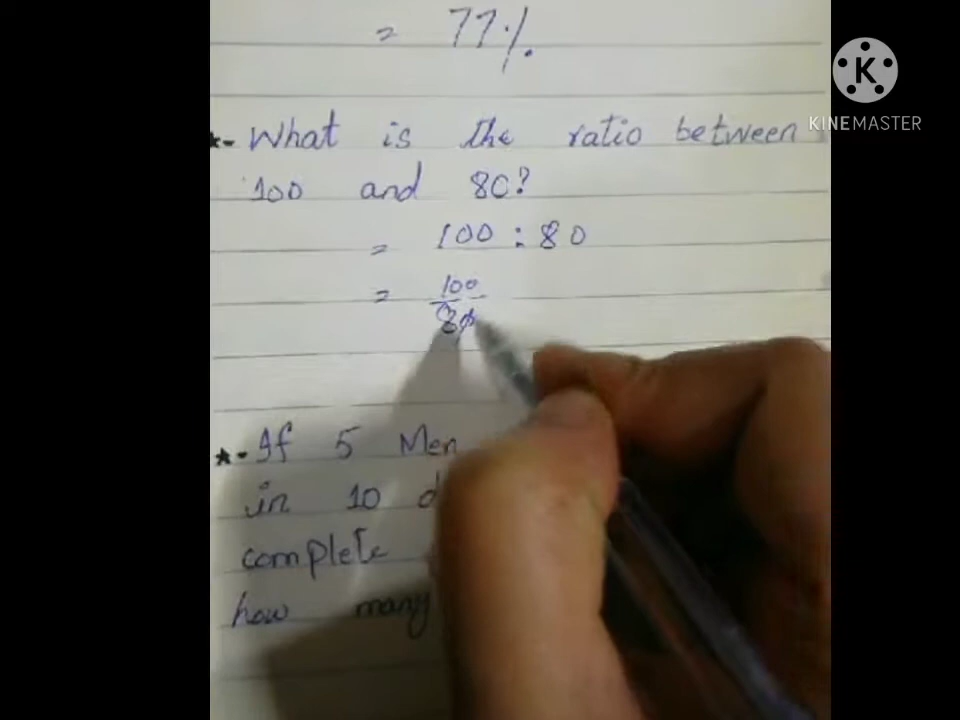 = 77%
K
KINEMASTER
*- What is the ratio between
100 and 80?
= 100 : 80
= 100/80
*- If 5 Men
in 10
complete
how many